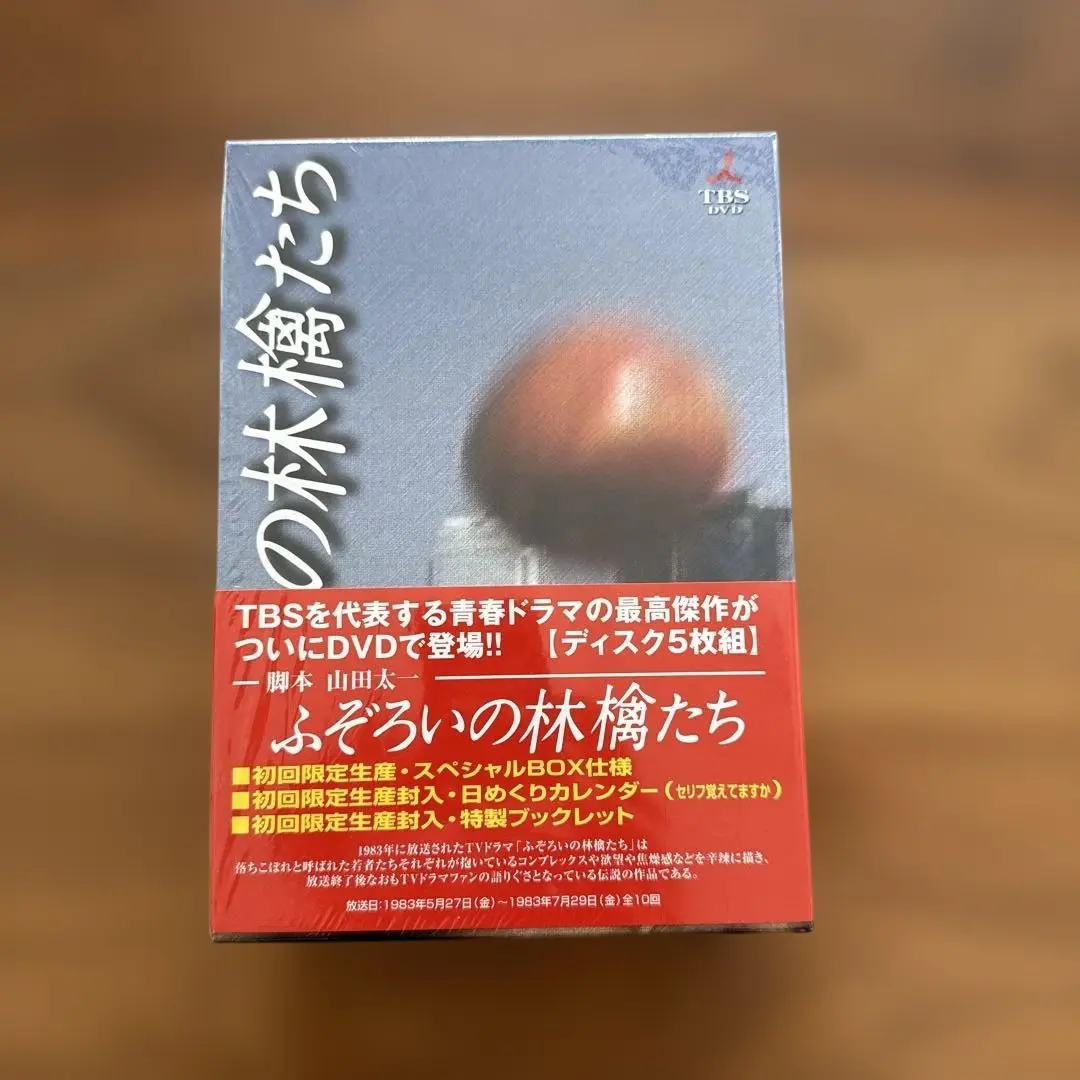 の林檎たち
TBS
DVD
TBSを代表する青春ドラマの最高傑作が
ついにDVDで登場!! 【ディスク5枚組】
脚本 山田太一
ふぞろいの林檎たち
■初回限定生産・スペシャルBOX仕様
■初回限定生産封入・日めくりカレンダー(セリフ覚えてますか)
■初回限定生産封入・特製ブックレット
1983年に放送されたTVドラマ「ふぞろいの林檎たち」は
落ちこぼれと呼ばれた若者たちそれぞれが抱いているコンプレックスや欲望や焦燥感などを辛辣に描き、
放送終了後なおもTVドラマファンの語りぐさとなっている伝説の作品である。
放送日:1983年5月27日(金)~1983年7月29日(金)全10回